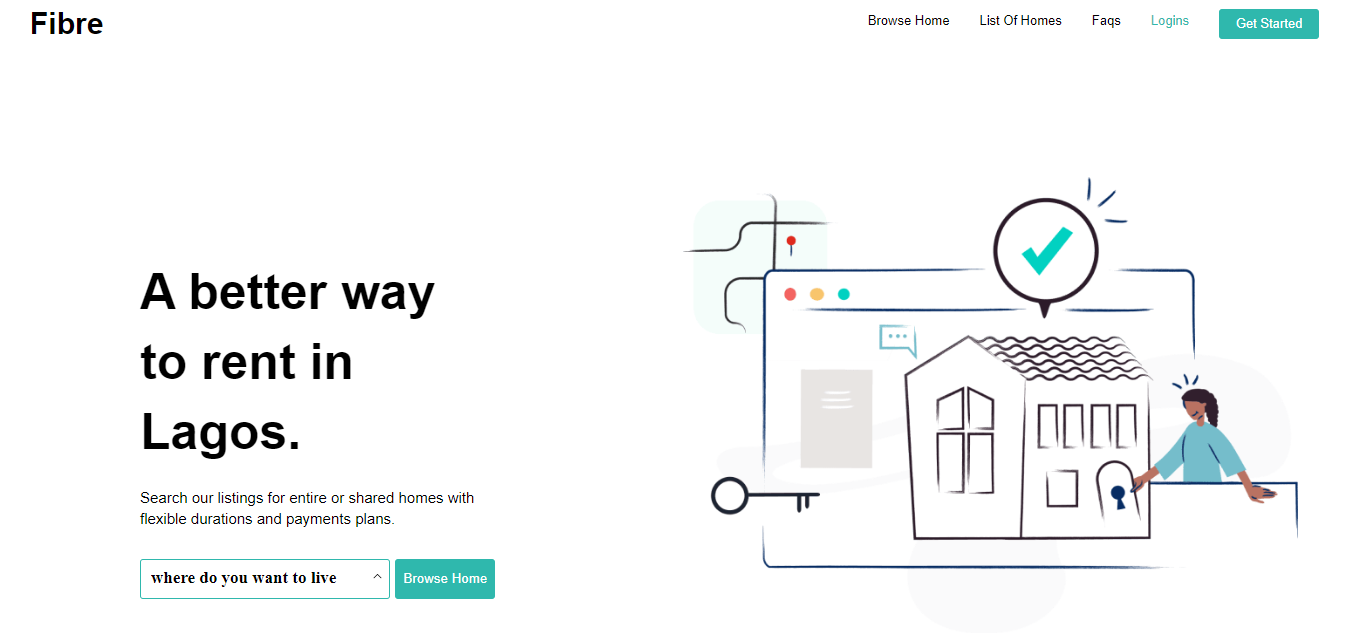 Fibre
Browse Home
List Of Homes
Faqs
Logins
Get Started
A better way
to rent in
Lagos.
Search our listings for entire or shared homes with
flexible durations and payments plans.
where do you want to live
Browse Home